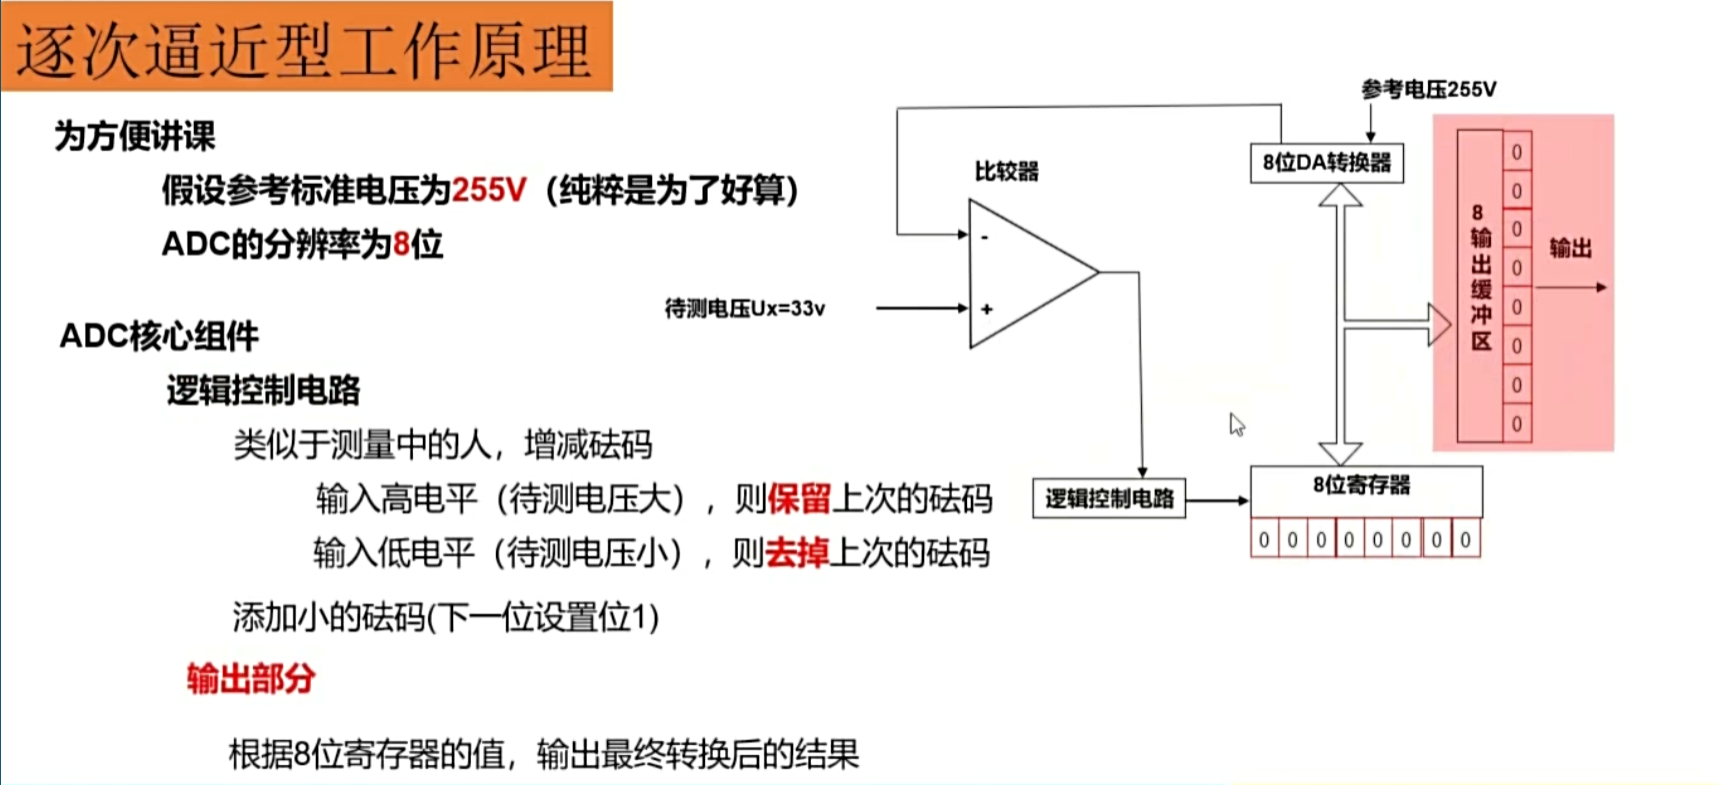 逐次逼近型工作原理
为方便讲课
假设参考标准电压为255V（纯粹是为了好算）
ADC的分辨率为8位
ADC核心组件
逻辑控制电路
类似于测量中的人，增减砝码
输入高电平（待测电压大），则保留上次的砝码
输入低电平（待测电压小），则去掉上次的砝码
添加小的砝码(下一位设置位1)
输出部分
根据8位寄存器的值，输出最终转换后的结果
参考电压255V
8位DA转换器
比较器
-
+
待测电压Ux=33v
逻辑控制电路
8位寄存器
0 0 0 0 0 0 0 0
8
输
出
缓
冲
区
0
0
0
0
0
0
0
0
输出